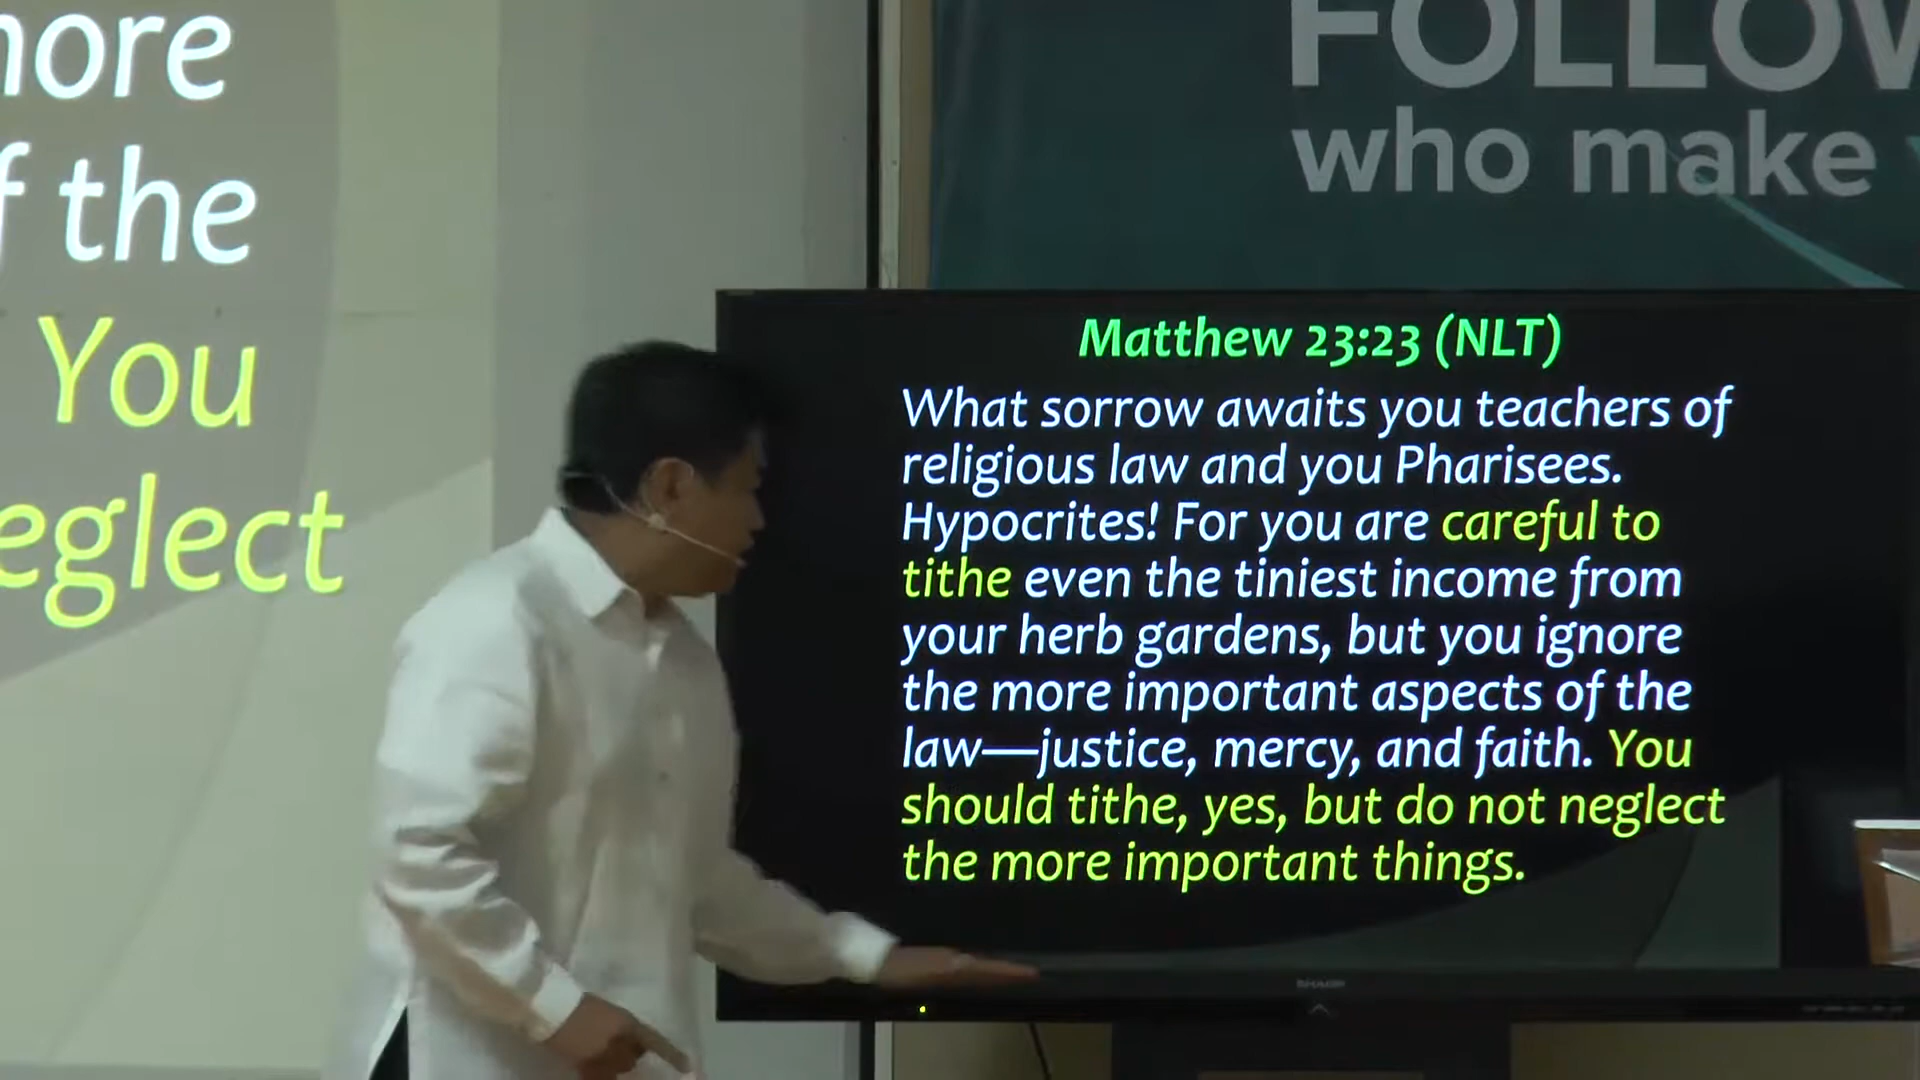 more
f the
You
eglect
FOLLOW
who make
Matthew 23:23 (NLT)
What sorrow awaits you teachers of
religious law and you Pharisees.
Hypocrites! For you are careful to
tithe even the tiniest income from
your herb gardens, but you ignore
the more important aspects of the
law—justice, mercy, and faith. You
should tithe, yes, but do not neglect
the more important things.
SHARP